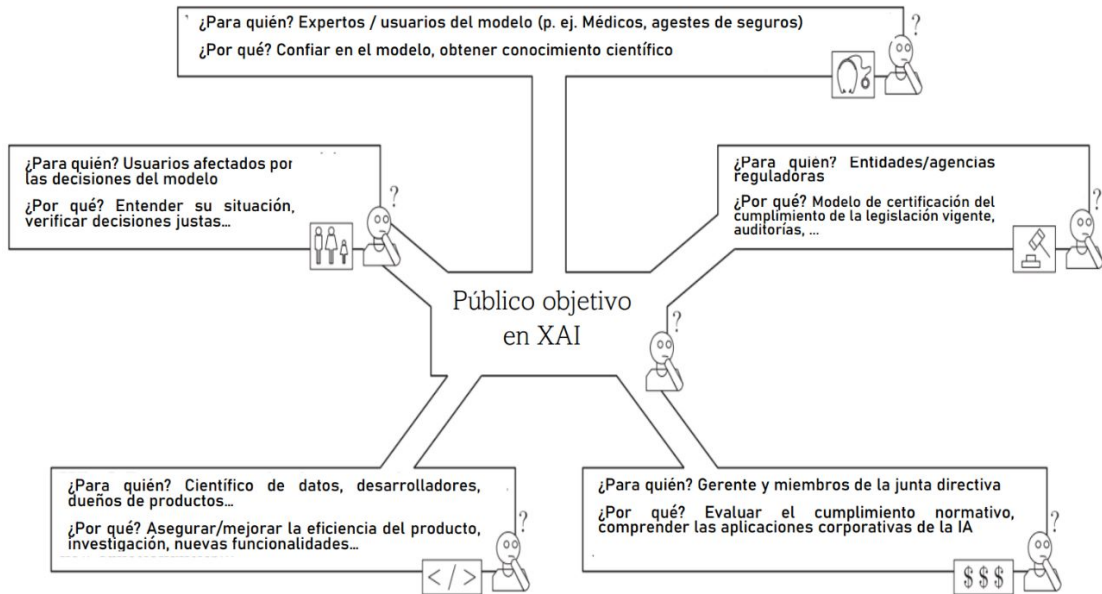 ¿Para quién? Expertos / usuarios del modelo (p. ej. Médicos, agestes de seguros)
¿Por qué? Confiar en el modelo, obtener conocimiento científico
?
¿Para quién? Usuarios afectados por
las decisiones del modelo
¿Por qué? Entender su situación,
verificar decisiones justas...
?
¿Para quién? Entidades/agencias
reguladoras
¿Por qué? Modelo de certificación del
cumplimiento de la legislación vigente,
auditorías, ...
?
Público objetivo
en XAI
?
¿Para quién? Científico de datos, desarrolladores,
dueños de productos...
¿Por qué? Asegurar/mejorar la eficiencia del producto,
investigación, nuevas funcionalidades...
?
</>
¿Para quién? Gerente y miembros de la junta directiva
¿Por qué? Evaluar el cumplimiento normativo,
comprender las aplicaciones corporativas de la IA
?
$$$